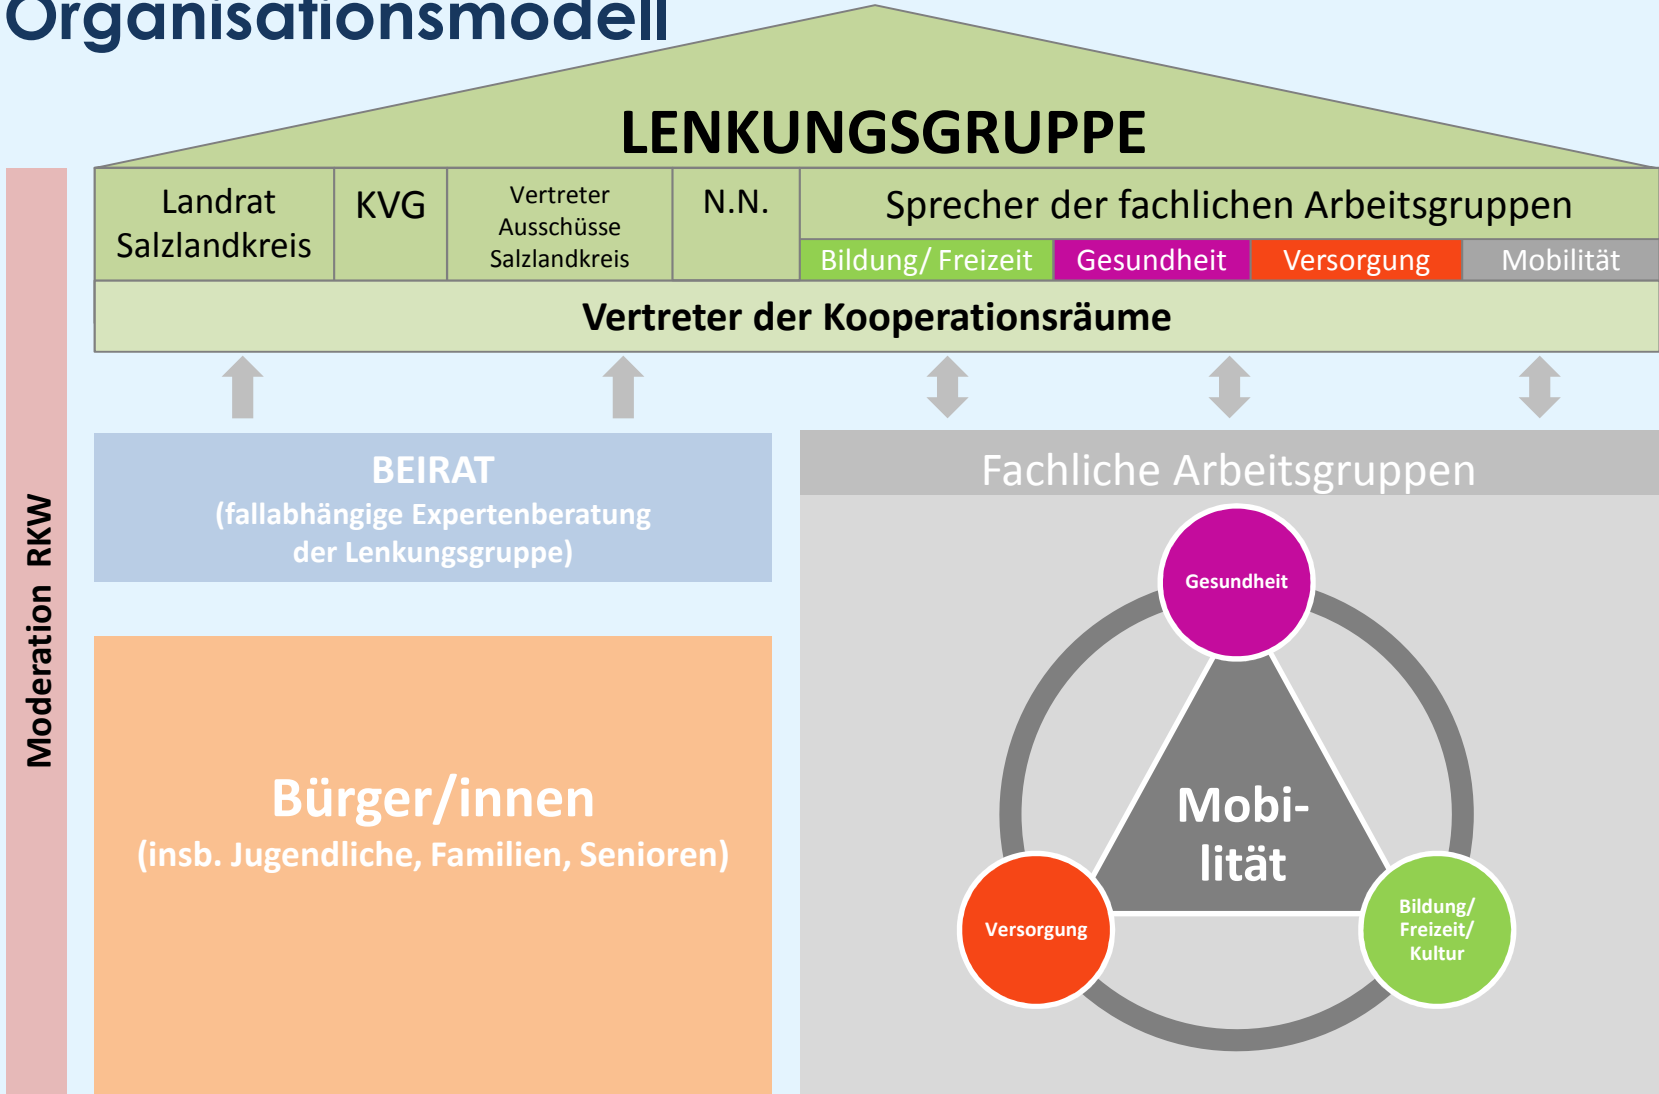 Organisationsmodell
LENKUNGSGRUPPE
Landrat
Salzlandkreis
KVG
Vertreter
Ausschüsse
Salzlandkreis
N.N.
Sprecher der fachlichen Arbeitsgruppen
Bildung/ Freizeit
Gesundheit
Versorgung
Mobilität
Vertreter der Kooperationsräume
Moderation RKW
BEIRAT
(fallabhängige Expertenberatung
der Lenkungsgruppe)
Bürger/innen
(insb. Jugendliche, Familien, Senioren)
Fachliche Arbeitsgruppen
Gesundheit
Mobi-
lität
Versorgung
Bildung/
Freizeit/
Kultur